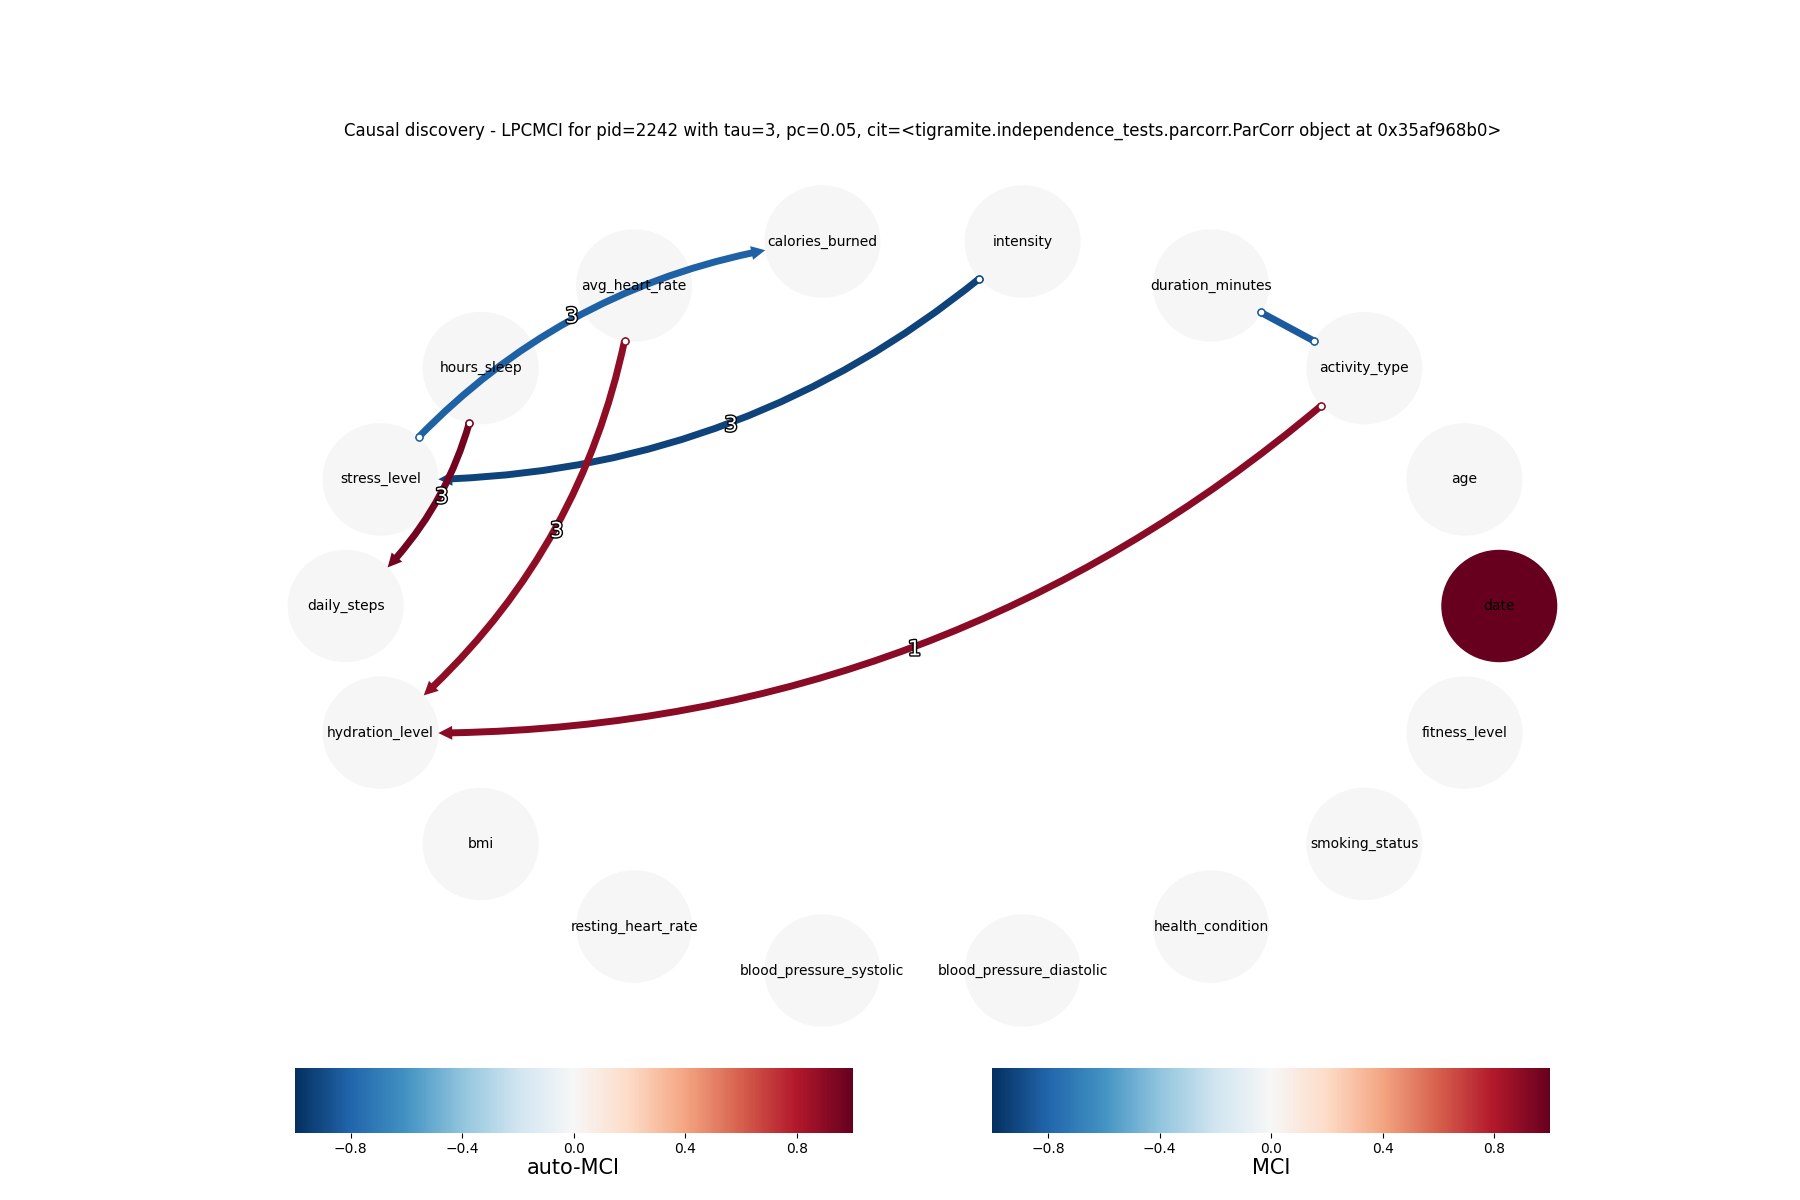 Causal discovery - LPCMCI for pid=2242 with tau=3, pc=0.05, cit=<tigramite.independence_tests.parcorr.ParCorr object at 0x35af968b0>
calories_burned
intensity
avg_heart_rate
duration_minutes
3
hours_sleep
activity_type
3
stress_level
age
3
3
daily_steps
date
1
hydration_level
fitness_level
bmi
smoking_status
resting_heart_rate
health_condition
blood_pressure_systolic
blood_pressure_diastolic
−0.8 −0.4 0.0 0.4 0.8
auto-MCI
−0.8 −0.4 0.0 0.4 0.8
MCI